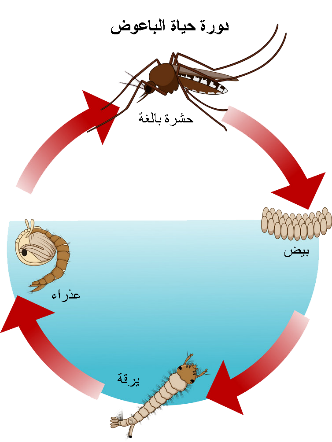 دورة حياة الباعوض
حشرة بالغة
بيض
عذراء
يرقة